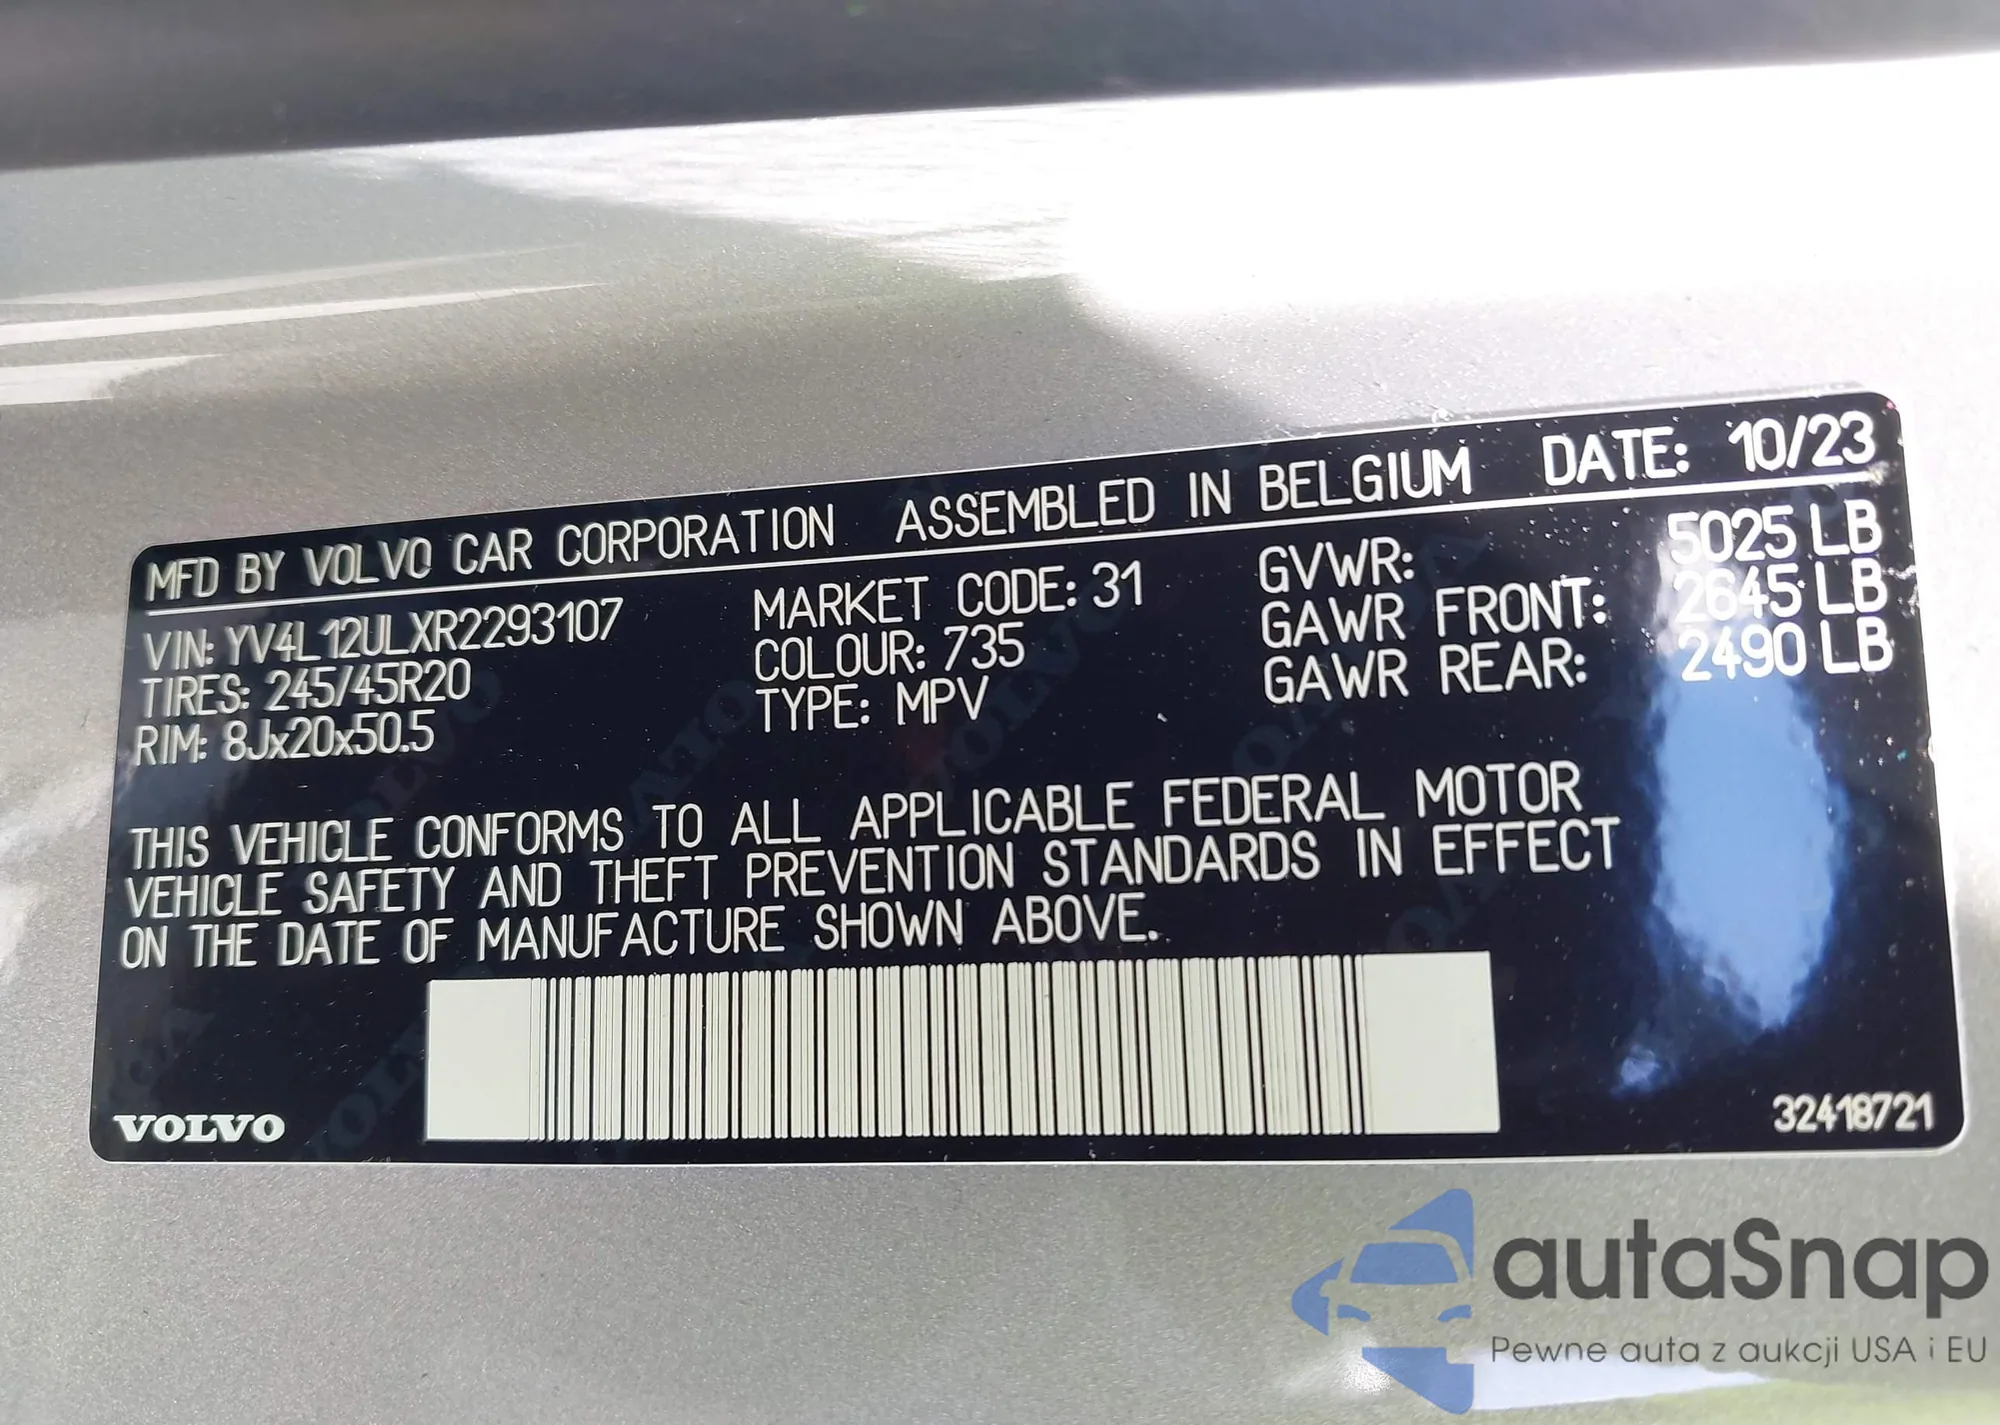 MFD BY VOLVO CAR CORPORATION ASSEMBLED IN BELGIUM DATE: 10/23
VIN: YV4L12ULXR2293107 MARKET CODE: 31 GVWR: 5025 LB
TIRES: 245/45R20 COLOUR: 735 GAWR FRONT: 2645 LB
RIM: 8Jx20x50.5 TYPE: MPV GAWR REAR: 2490 LB
THIS VEHICLE CONFORMS TO ALL APPLICABLE FEDERAL MOTOR
VEHICLE SAFETY AND THEFT PREVENTION STANDARDS IN EFFECT
ON THE DATE OF MANUFACTURE SHOWN ABOVE.
VOLVO
32418721
autaSnap
Pewne auta z aukcji USA i EU